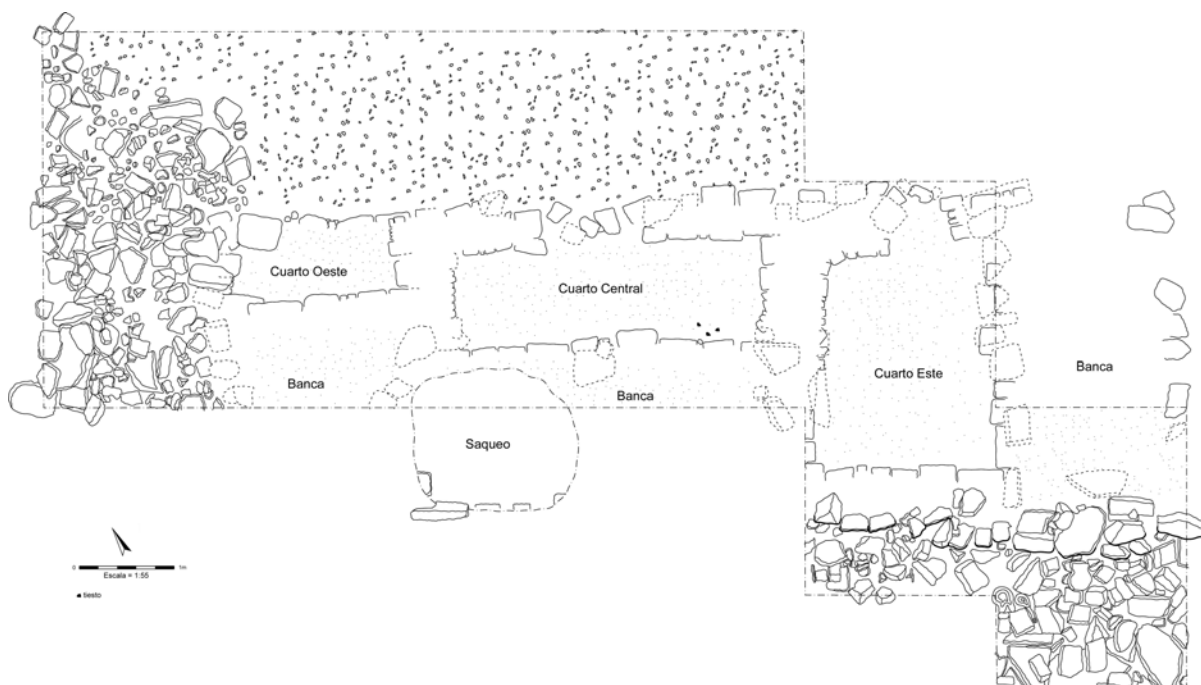 Cuarto Oeste
Cuarto Central
Cuarto Este
Banca
Banca
Banca
Saqueo
0 1m
Escala = 1:55
tiesto